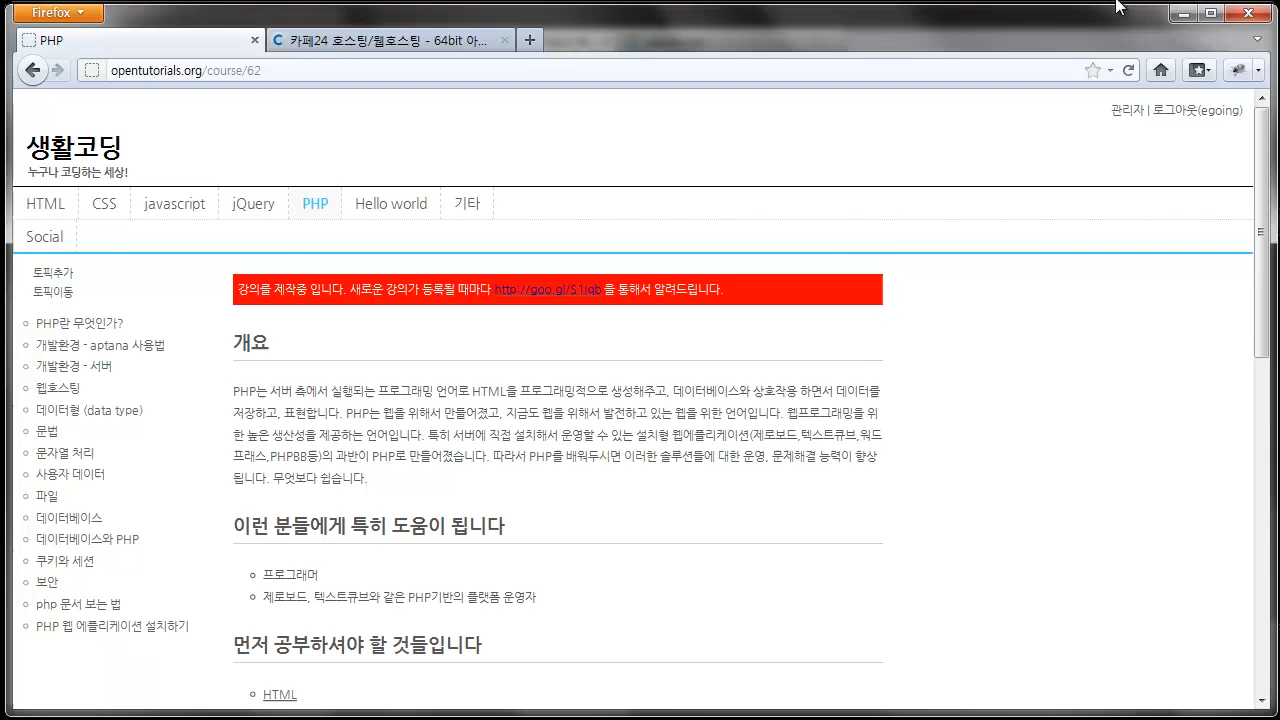 Firefox
PHP
카페24 호스팅/웹호스팅 - 64bit 아...
opentutorials.org/course/62
관리자 | 로그아웃(egoing)
생활코딩
누구나 코딩하는 세상!
HTML
CSS
javascript
jQuery
PHP
Hello world
기타
Social
토픽추가
토픽이동
PHP란 무엇인가?
개발환경 - aptana 사용법
개발환경 - 서버
웹호스팅
데이터형 (data type)
문법
문자열 처리
사용자 데이터
파일
데이터베이스
데이터베이스와 PHP
쿠키와 세션
보안
php 문서 보는 법
PHP 웹 에플리케이션 설치하기
강의를 제작중 입니다. 새로운 강의가 등록될 때마다 http://goo.gl/S1iqb 을 통해서 알려드립니다.
개요
PHP는 서버 측에서 실행되는 프로그래밍 언어로 HTML을 프로그래밍적으로 생성해주고, 데이터베이스와 상호작용 하면서 데이터를
저장하고, 표현합니다. PHP는 웹을 위해서 만들어졌고, 지금도 웹을 위해서 발전하고 있는 웹을 위한 언어입니다. 웹프로그래밍을 위
한 높은 생산성을 제공하는 언어입니다. 특히 서버에 직접 설치해서 운영할 수 있는 설치형 웹에플리케이션(제로보드,텍스트큐브,워드
프래스,PHPBB등)의 과반이 PHP로 만들어졌습니다. 따라서 PHP를 배워두시면 이러한 솔루션들에 대한 운영, 문제해결 능력이 향상
됩니다. 무엇보다 쉽습니다.
이런 분들에게 특히 도움이 됩니다
프로그래머
제로보드, 텍스트큐브와 같은 PHP기반의 플랫폼 운영자
먼저 공부하셔야 할 것들입니다
HTML